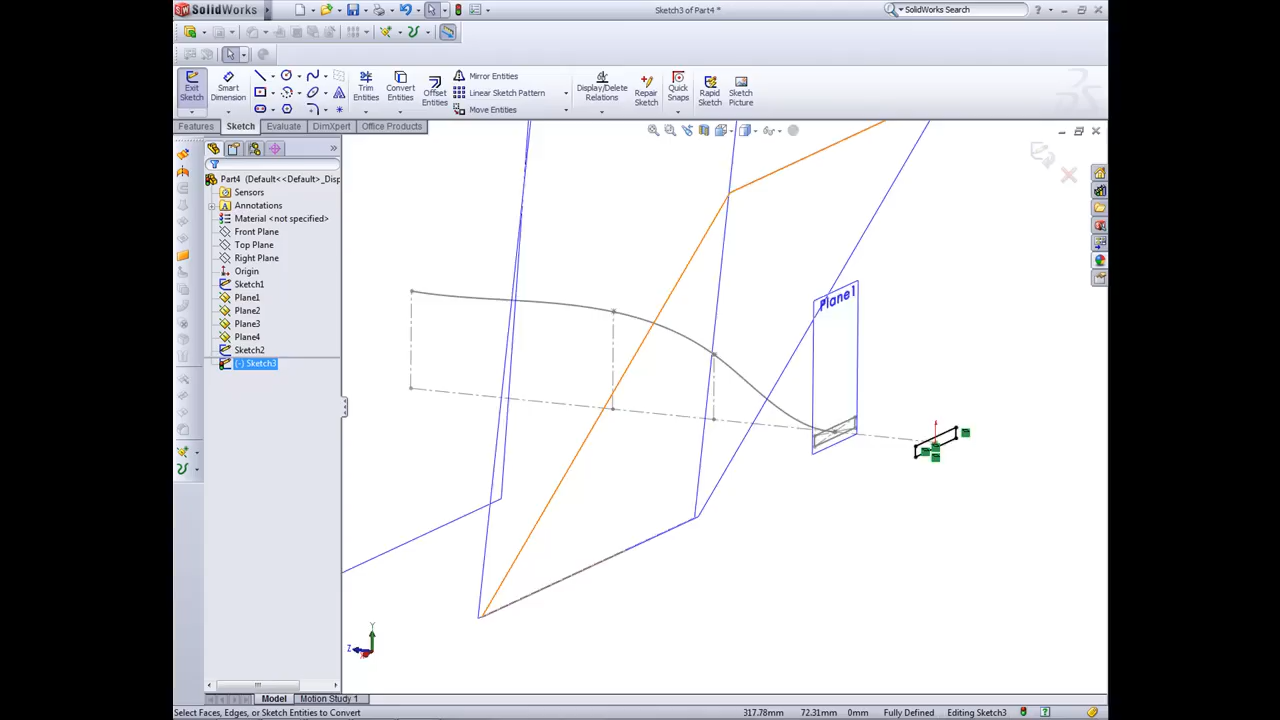 SolidWorks
Sketch3 of Part4 *
SolidWorks Search
Exit Sketch
Smart Dimension
Trim Entities
Convert Entities
Offset Entities
Mirror Entities
Linear Sketch Pattern
Move Entities
Display/Delete Relations
Repair Sketch
Quick Snaps
Rapid Sketch
Sketch Picture
Features
Sketch
Evaluate
DimXpert
Office Products
Part4 (Default<<Default>_Disp
Sensors
Annotations
Material <not specified>
Front Plane
Top Plane
Right Plane
Origin
Sketch1
Plane1
Plane2
Plane3
Plane4
Sketch2
(-) Sketch3
Plane1
Y
Z
Model
Motion Study 1
Select Faces, Edges, or Sketch Entities to Convert
317.78mm
72.31mm
0mm
Fully Defined
Editing Sketch3